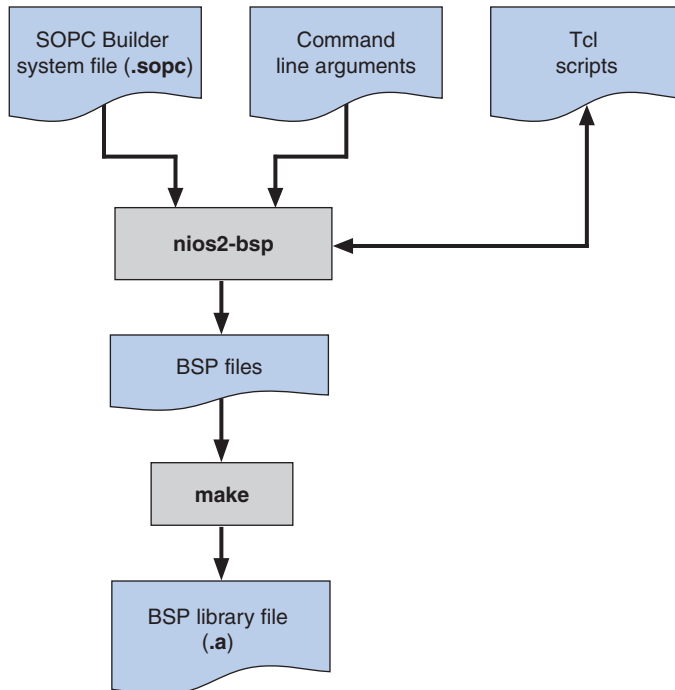 SOPC Builder
system file (.sopc)
Command
line arguments
Tcl
scripts
nios2-bsp
BSP files
make
BSP library file
(.a)